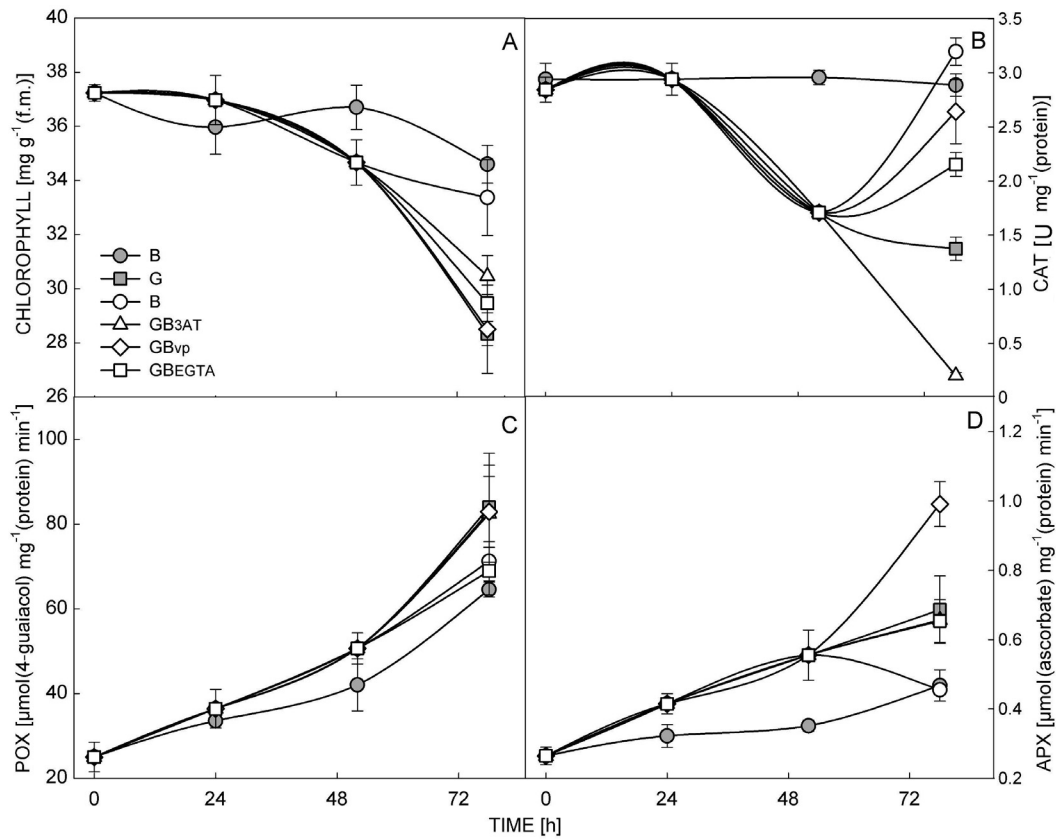 40
38
36
34
32
30
28
26
CHLOROPHYLL [mg g⁻¹ (f.m.)]
A
B
G
B
GB3AT
GBVP
GBEGTA
3.5
3.0
2.5
2.0
1.5
1.0
0.5
0
CAT [U mg⁻¹ (protein)]
B
100
80
60
40
20
POX [µmol(4-guaiacol) mg⁻¹(protein) min⁻¹]
C
0
24
48
72
1.2
1.0
0.8
0.6
0.4
0.2
APX [µmol (ascorbate) mg⁻¹(protein) min⁻¹]
D
0
24
48
72
TIME [h]